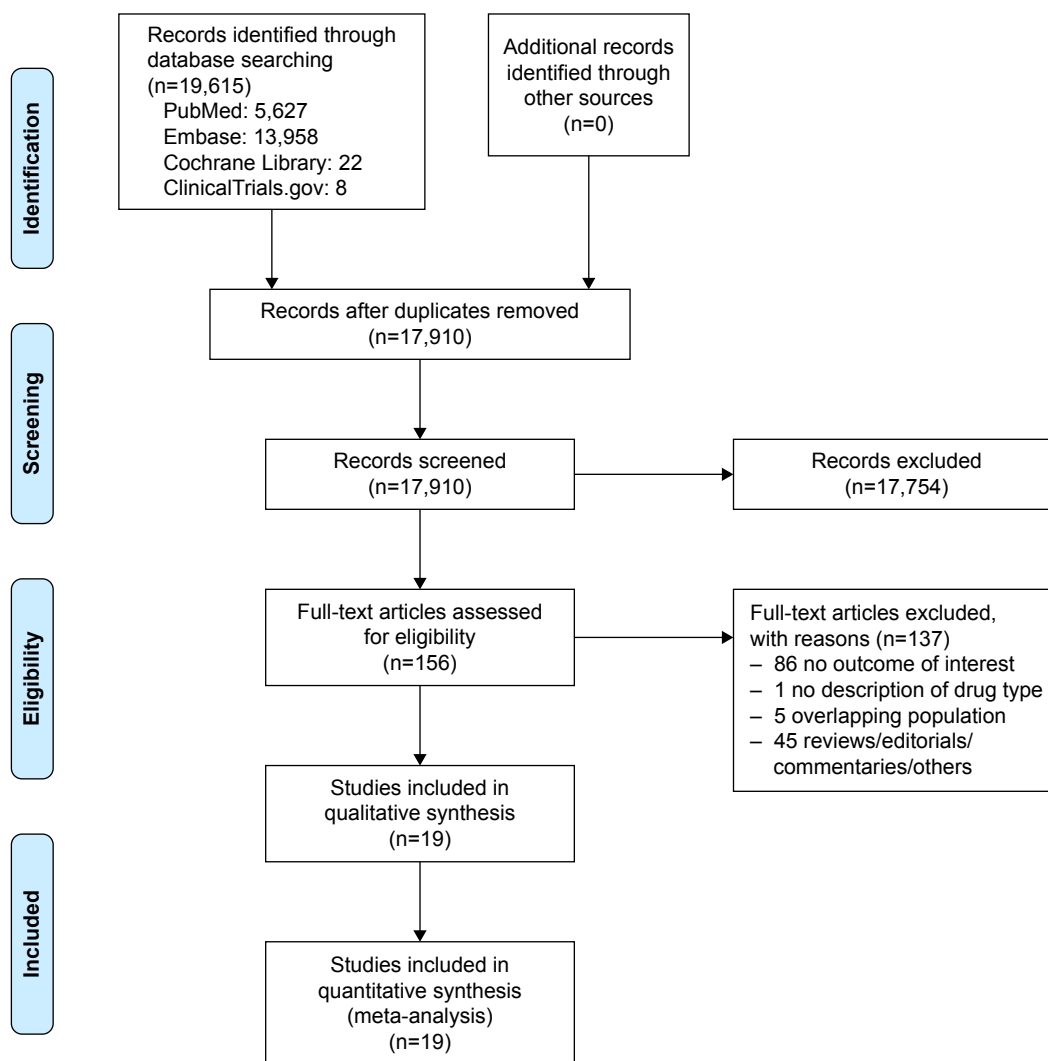 Records identified through
database searching
(n=19,615)
PubMed: 5,627
Embase: 13,958
Cochrane Library: 22
ClinicalTrials.gov: 8
Additional records
identified through
other sources
(n=0)
Identification
Records after duplicates removed
(n=17,910)
Screening
Records screened
(n=17,910)
Records excluded
(n=17,754)
Eligibility
Full-text articles assessed
for eligibility
(n=156)
Full-text articles excluded,
with reasons (n=137)
– 86 no outcome of interest
– 1 no description of drug type
– 5 overlapping population
– 45 reviews/editorials/
commentaries/others
Studies included in
qualitative synthesis
(n=19)
Included
Studies included in
quantitative synthesis
(meta-analysis)
(n=19)